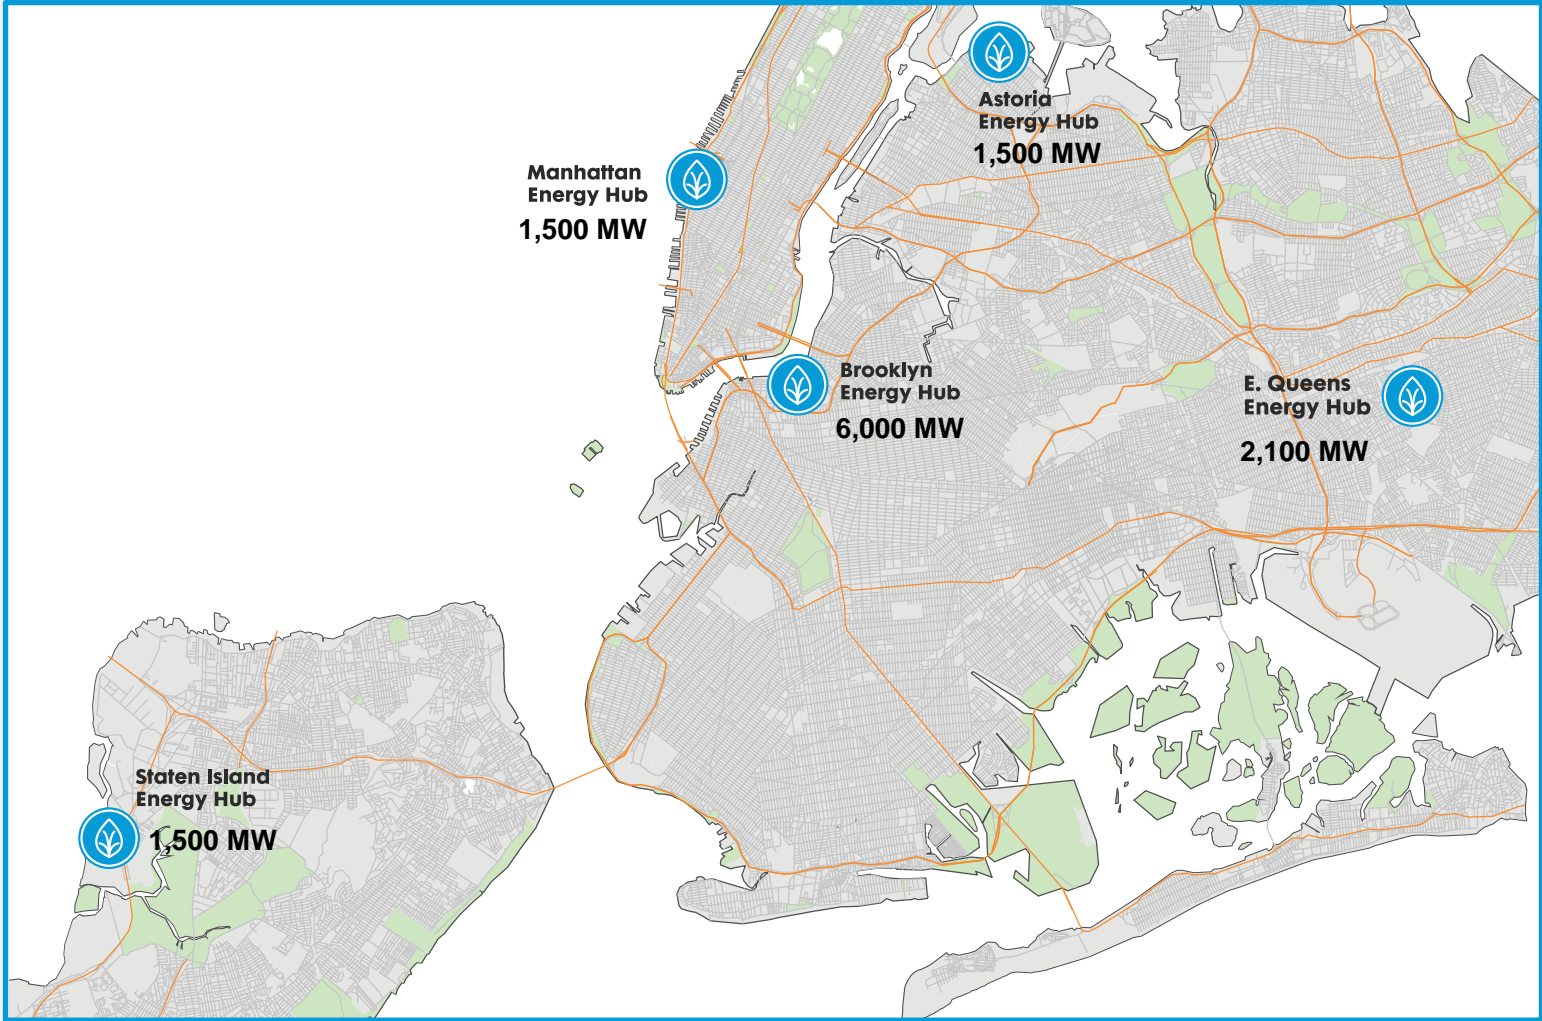 Astoria
Energy Hub
1,500 MW
Manhattan
Energy Hub
1,500 MW
Brooklyn
Energy Hub
6,000 MW
E. Queens
Energy Hub
2,100 MW
Staten Island
Energy Hub
1,500 MW